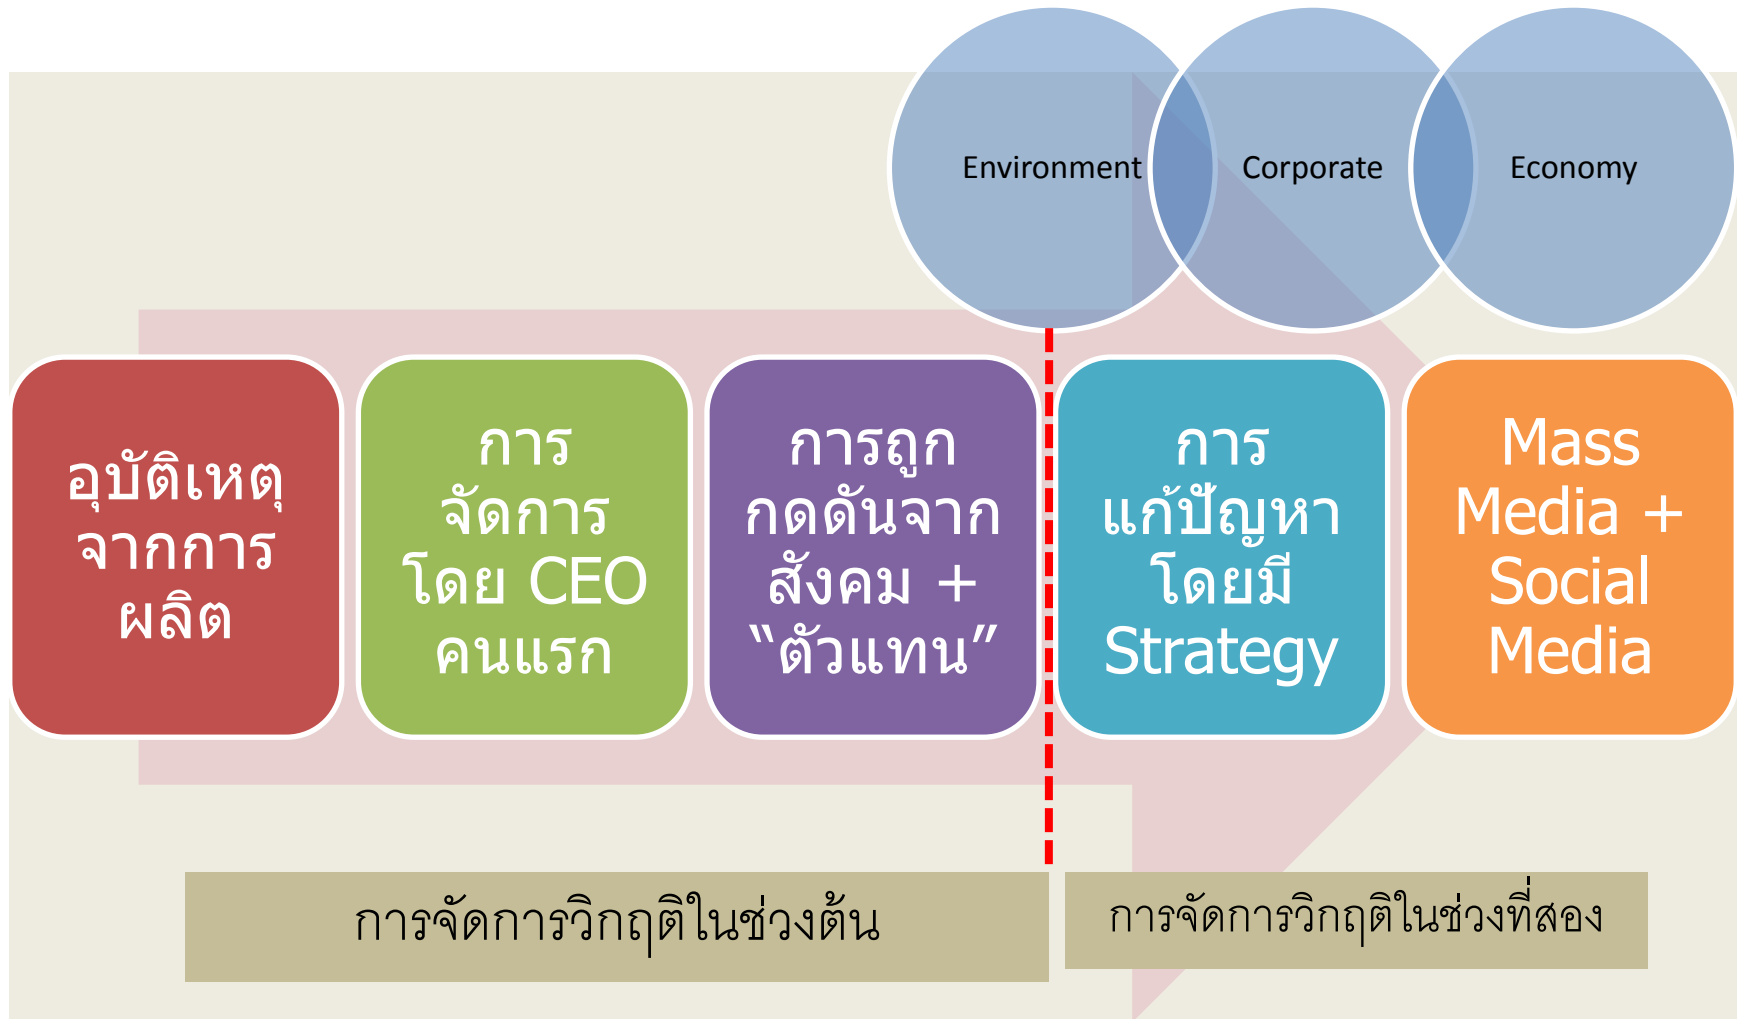 Environment
Corporate
Economy
อุบัติเหตุ
จากการ
ผลิต
การ
จัดการ
โดย CEO
คนแรก
การถูก
กดดันจาก
สังคม +
“ตัวแทน”
การ
แก้ปัญหา
โดยมี
Strategy
Mass
Media +
Social
Media
การจัดการวิกฤติในช่วงต้น
การจัดการวิกฤติในช่วงที่สอง